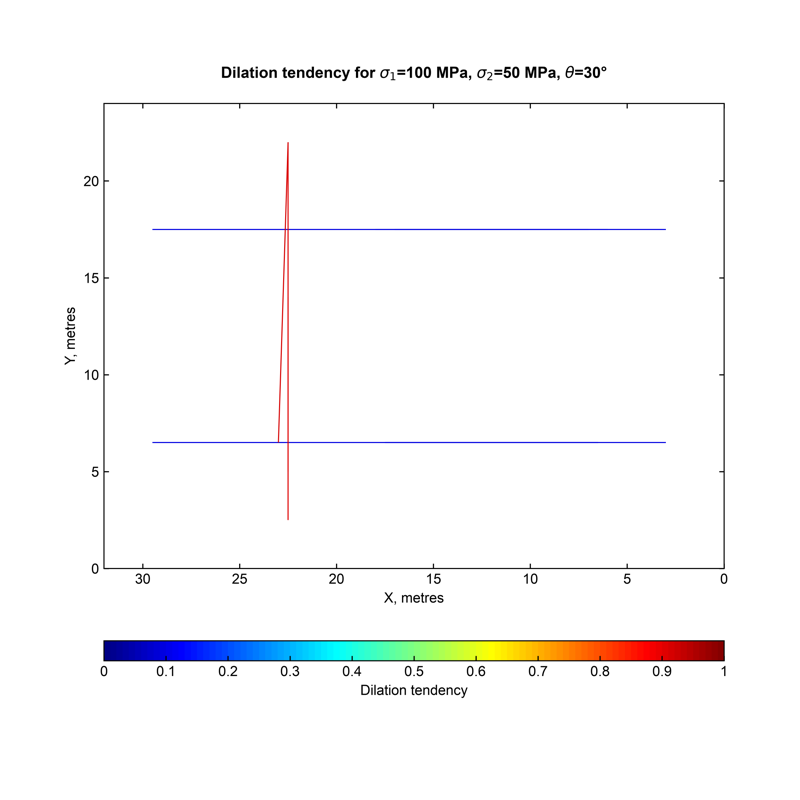 Dilation tendency for σ₁=100 MPa, σ₂=50 MPa, θ=30°
20
15
10
5
0
Y, metres
30 25 20 15 10 5 0
X, metres
0 0.1 0.2 0.3 0.4 0.5 0.6 0.7 0.8 0.9 1
Dilation tendency